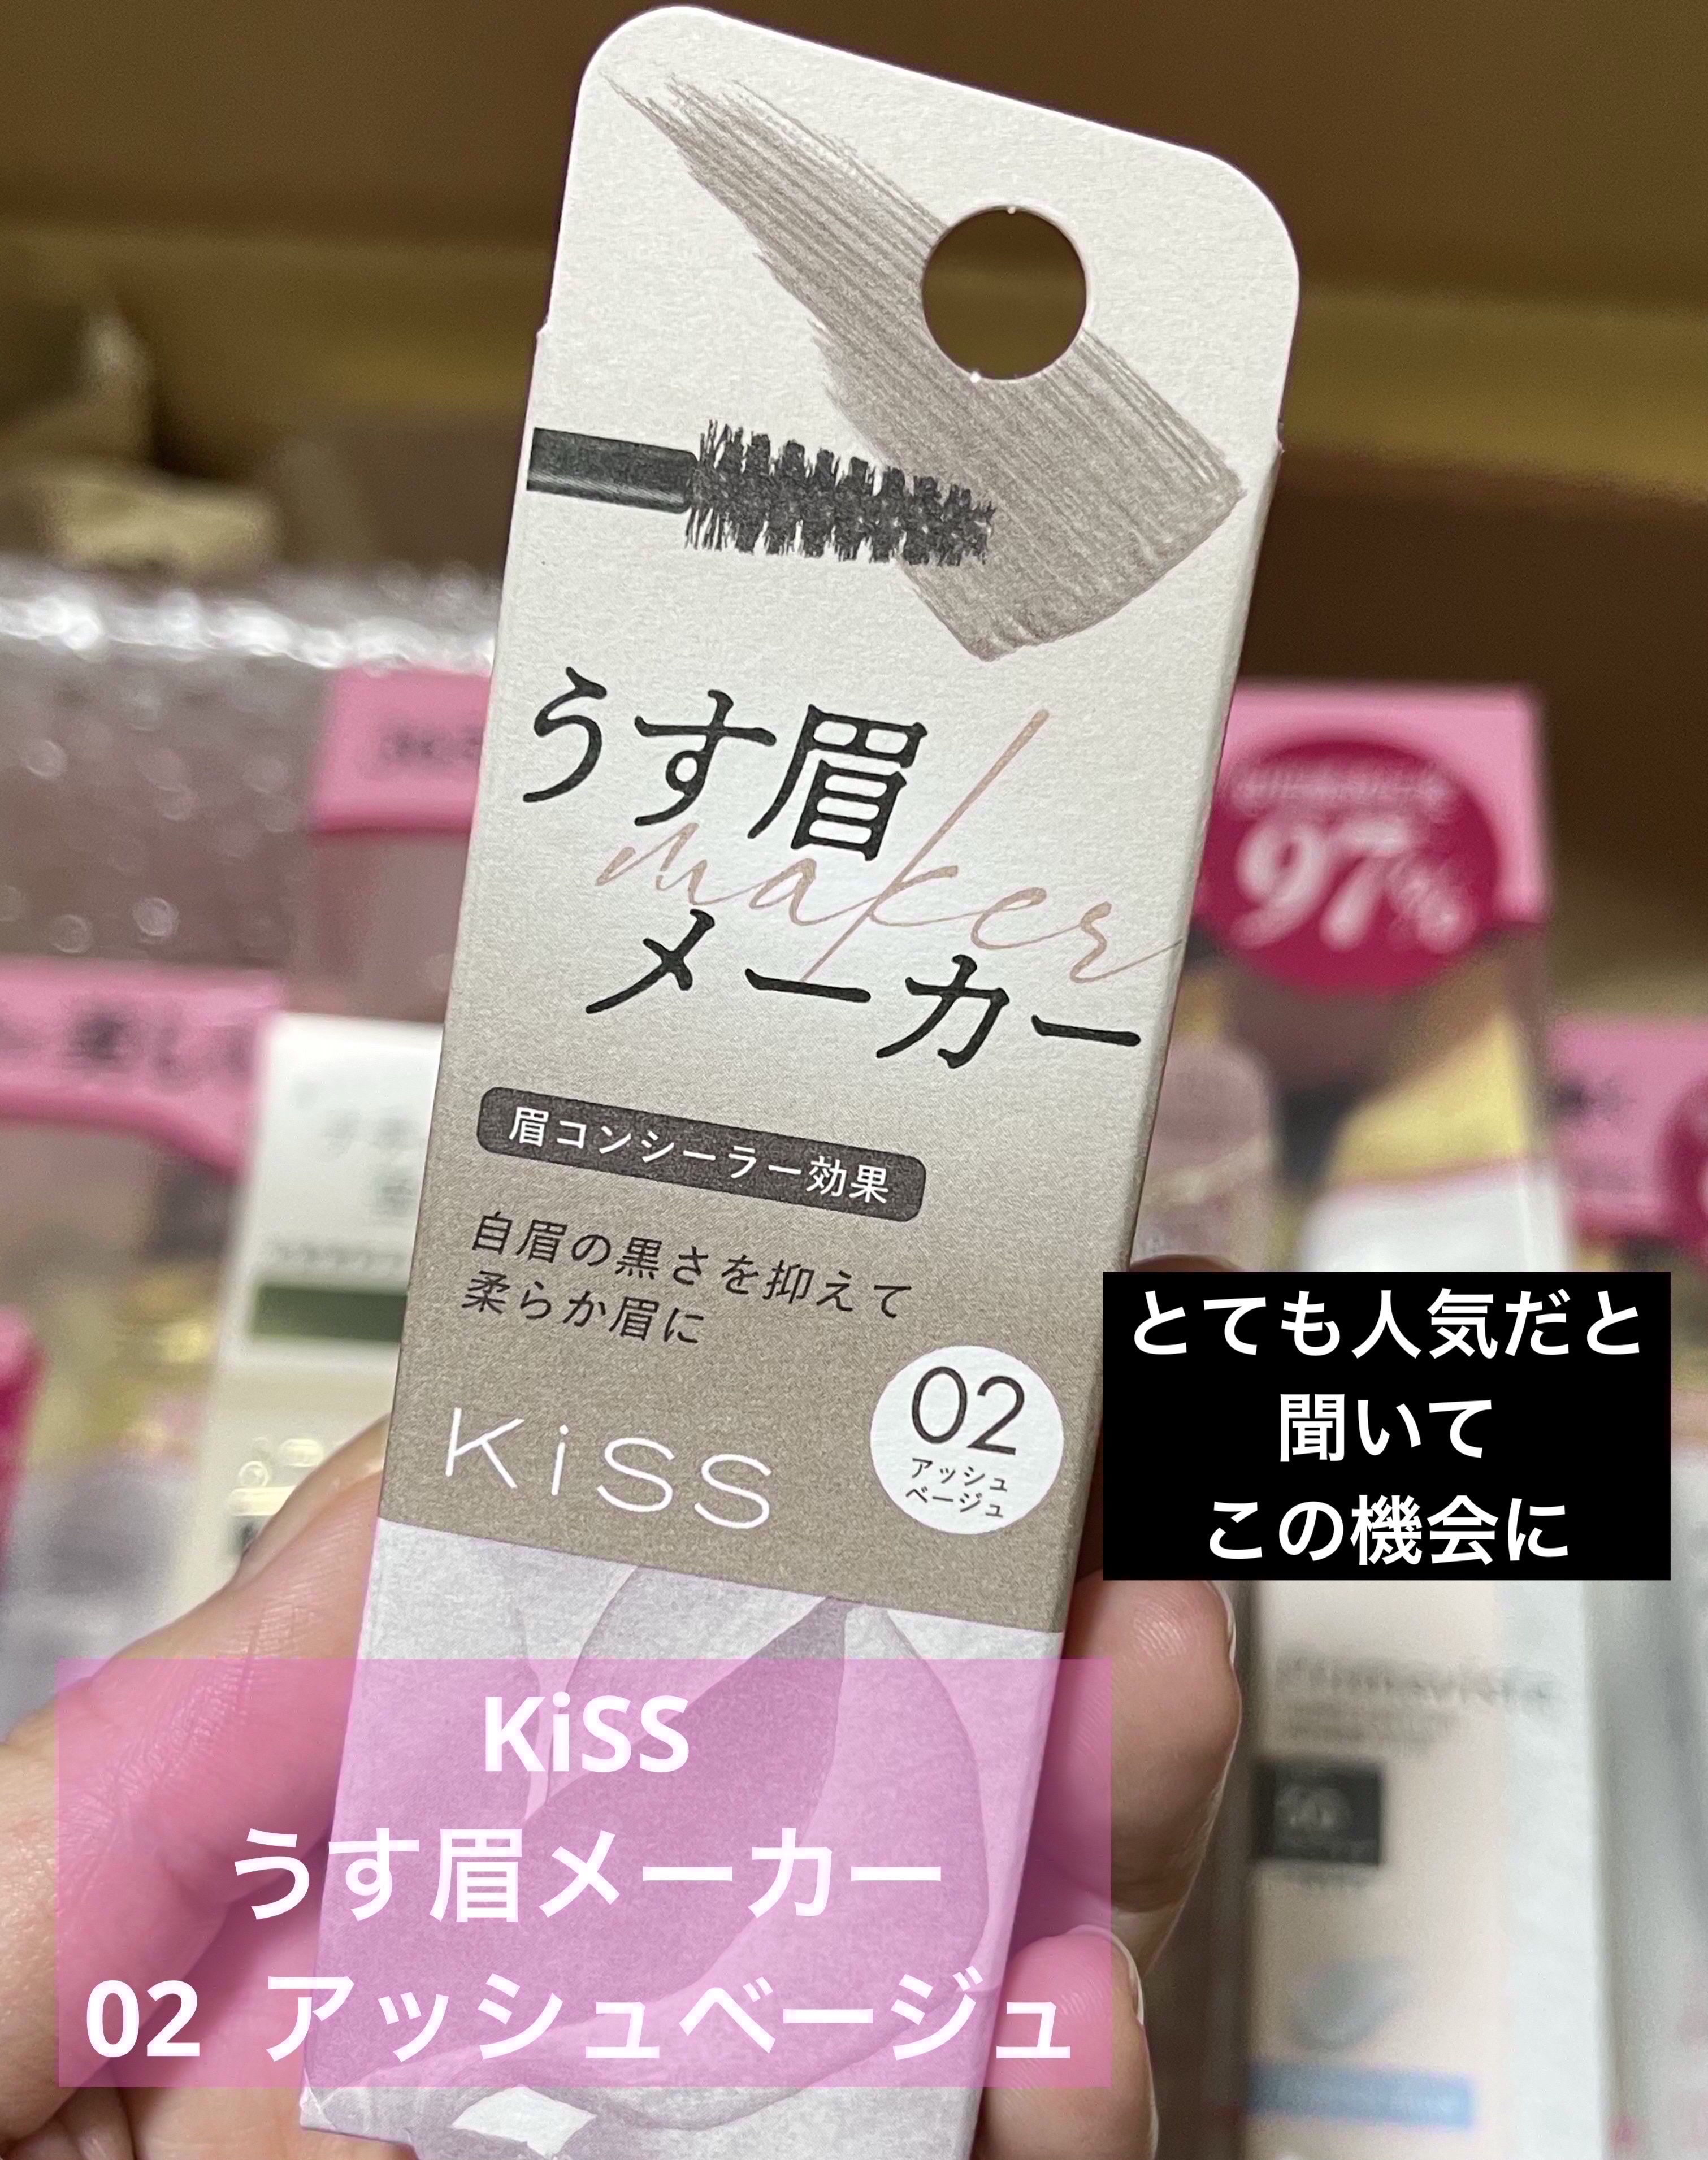 うす眉
maker
メーカー
眉コンシーラー効果
自眉の黒さを抑えて
柔らか眉に
KiSS
02
アッシュ
ベージュ
97%
とても人気だと
聞いて
この機会に
KiSS
うす眉メーカー
02 アッシュベージュ